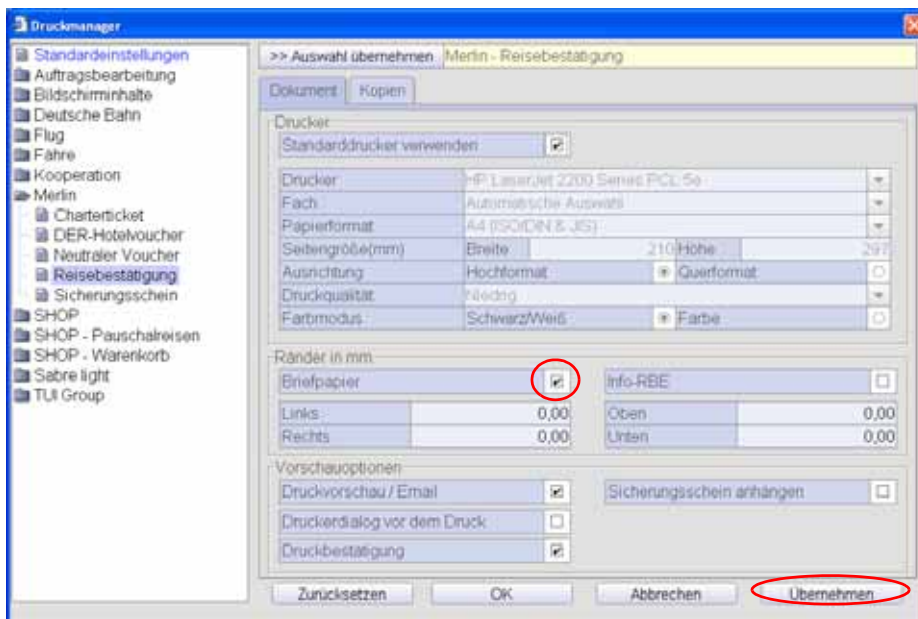 Druckmanager
Standardeinstellungen
Auftragsbearbeitung
Bildschirminhalte
Deutsche Bahn
Flug
Fähre
Kooperation
Merlin
Charterticket
DER-Hotelvoucher
Neutraler Voucher
Reisebestätigung
Sicherungsschein
SHOP
SHOP - Pauschalreisen
SHOP - Warenkorb
Sabre light
TUI Group
>> Auswahl übernehmen Merlin - Reisebestätigung
Dokument Kopien
Drucker
Standarddrucker verwenden
Drucker HP LaserJet 2200 Series PCL 5e
Fach Automatische Auswahl
Papierformat A4 (ISO/DIN & JIS)
Seitengröße(mm) Breite 210 Höhe 297
Ausrichtung Hochformat Querformat
Druckqualität Niedrig
Farbmodus Schwarz/Weiß Farbe
Ränder in mm
Briefpapier Info-RBE
Links 0,00 Oben 0,00
Rechts 0,00 Unten 0,00
Vorschauoptionen
Druckvorschau / Email Sicherungsschein anhängen
Druckerdialog vor dem Druck
Druckbestätigung
Zurücksetzen OK Abbrechen Übernehmen